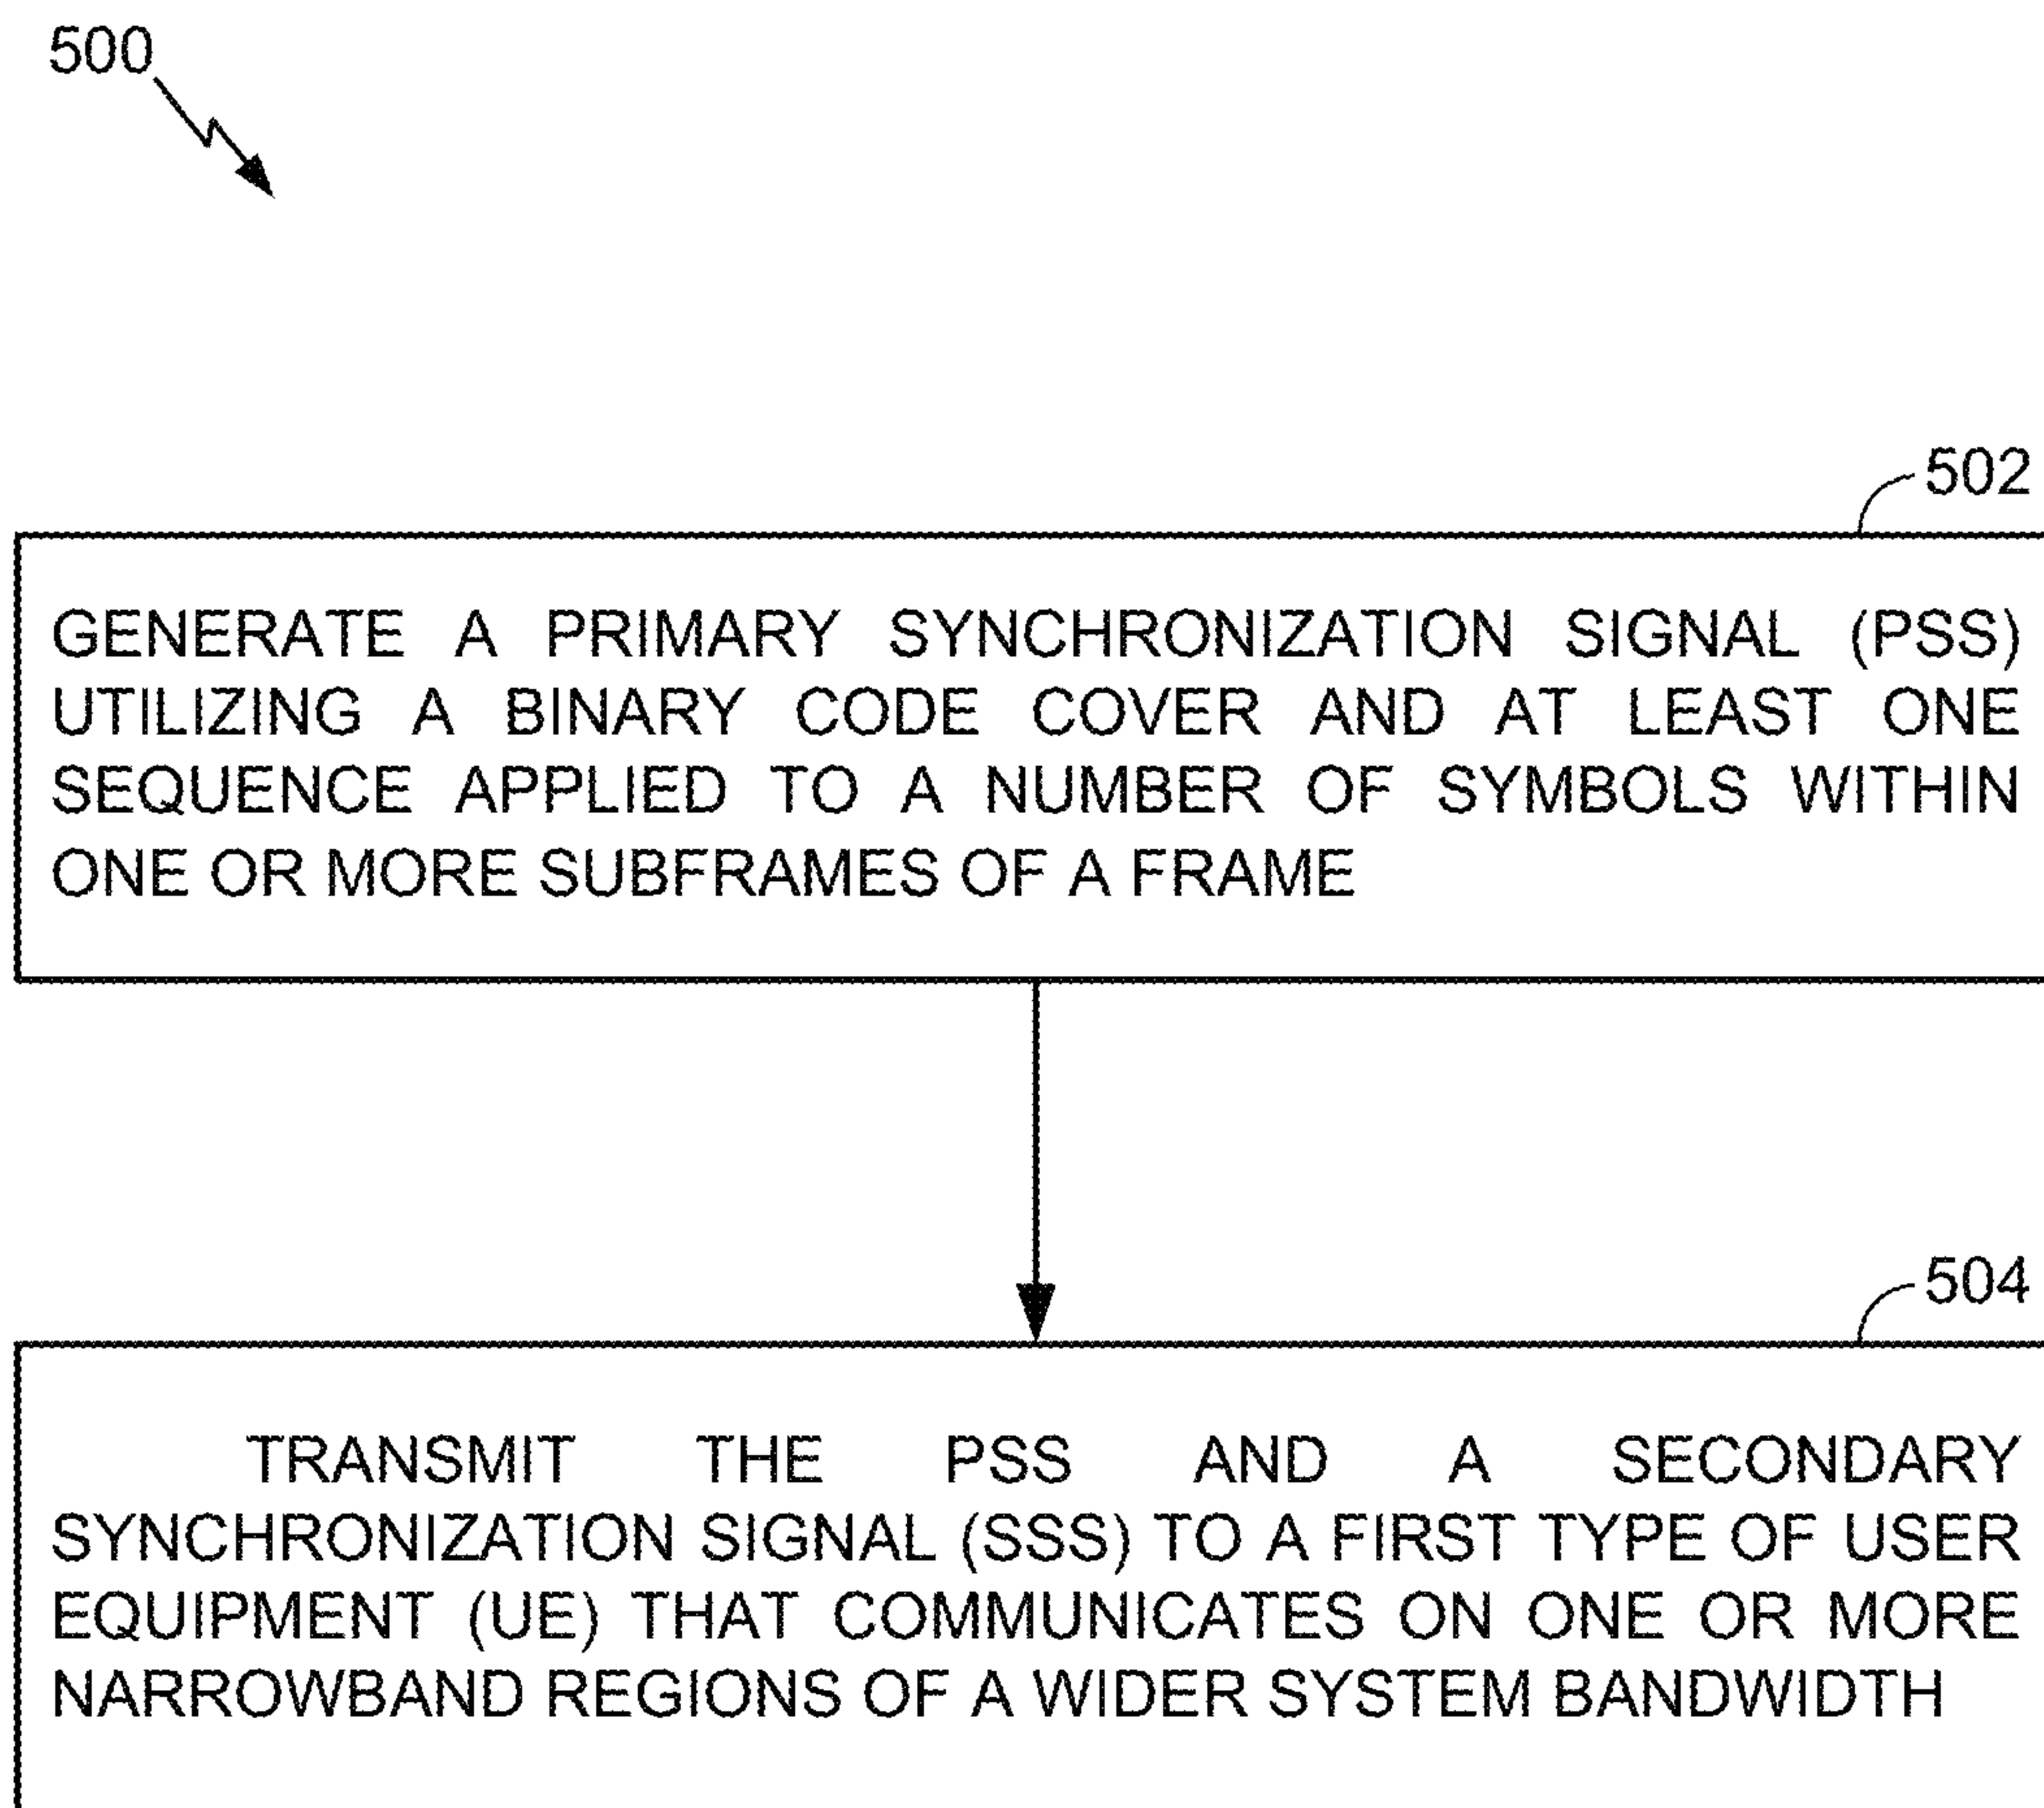 500
502
GENERATE A PRIMARY SYNCHRONIZATION SIGNAL (PSS)
UTILIZING A BINARY CODE COVER AND AT LEAST ONE
SEQUENCE APPLIED TO A NUMBER OF SYMBOLS WITHIN
ONE OR MORE SUBFRAMES OF A FRAME
504
TRANSMIT THE PSS AND A SECONDARY
SYNCHRONIZATION SIGNAL (SSS) TO A FIRST TYPE OF USER
EQUIPMENT (UE) THAT COMMUNICATES ON ONE OR MORE
NARROWBAND REGIONS OF A WIDER SYSTEM BANDWIDTH